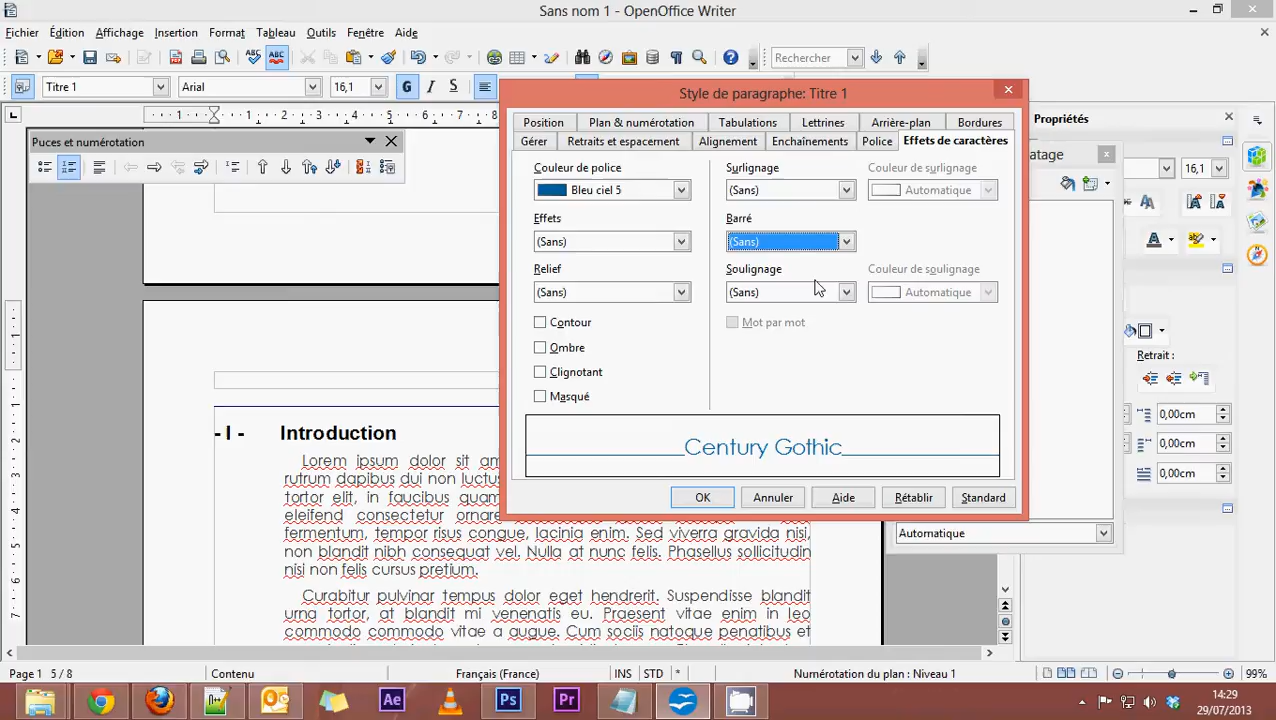 Sans nom 1 - OpenOffice Writer
Fichier Édition Affichage Insertion Format Tableau Outils Fenêtre Aide
Rechercher
Titre 1 Arial 16,1 G I S
Style de paragraphe: Titre 1
Position Plan & numérotation Tabulations Lettrines Arrière-plan Bordures
Gérer Retraits et espacement Alignement Enchaînements Police Effets de caractères
Puces et numérotation
Propriétés
atage
16,1
Couleur de police Surlignage Couleur de surlignage
Bleu ciel 5 (Sans) Automatique
Effets Barré
(Sans) (Sans)
Relief Soulignage Couleur de soulignage
(Sans) (Sans) Automatique
Contour Mot par mot
Ombre
Clignotant
Masqué
Retrait :
0,00cm
0,00cm
0,00cm
Century Gothic
OK Annuler Aide Rétablir Standard
Automatique
- I - Introduction
Lorem ipsum dolor sit am
rutrum dapibus dui non luctus
tortor elit, in faucibus quam
eleifend consectetur ornare
fermentum, tempor risus congue, lacinia enim. Sed viverra gravida nisi,
non blandit nibh consequat vel. Nulla at nunc felis. Phasellus sollicitudin
nisi non felis cursus pretium.
Curabitur pulvinar tempus dolor eget hendrerit. Suspendisse blandit
urna tortor, at blandit mi venenatis eu. Praesent vitae enim in leo
commodo commodo vitae a augue. Cum sociis natoque penatibus et
Page 1 5 / 8 Contenu Français (France) INS STD * Numérotation du plan : Niveau 1 99%
Ae Ps Pr
14:29
29/07/2013